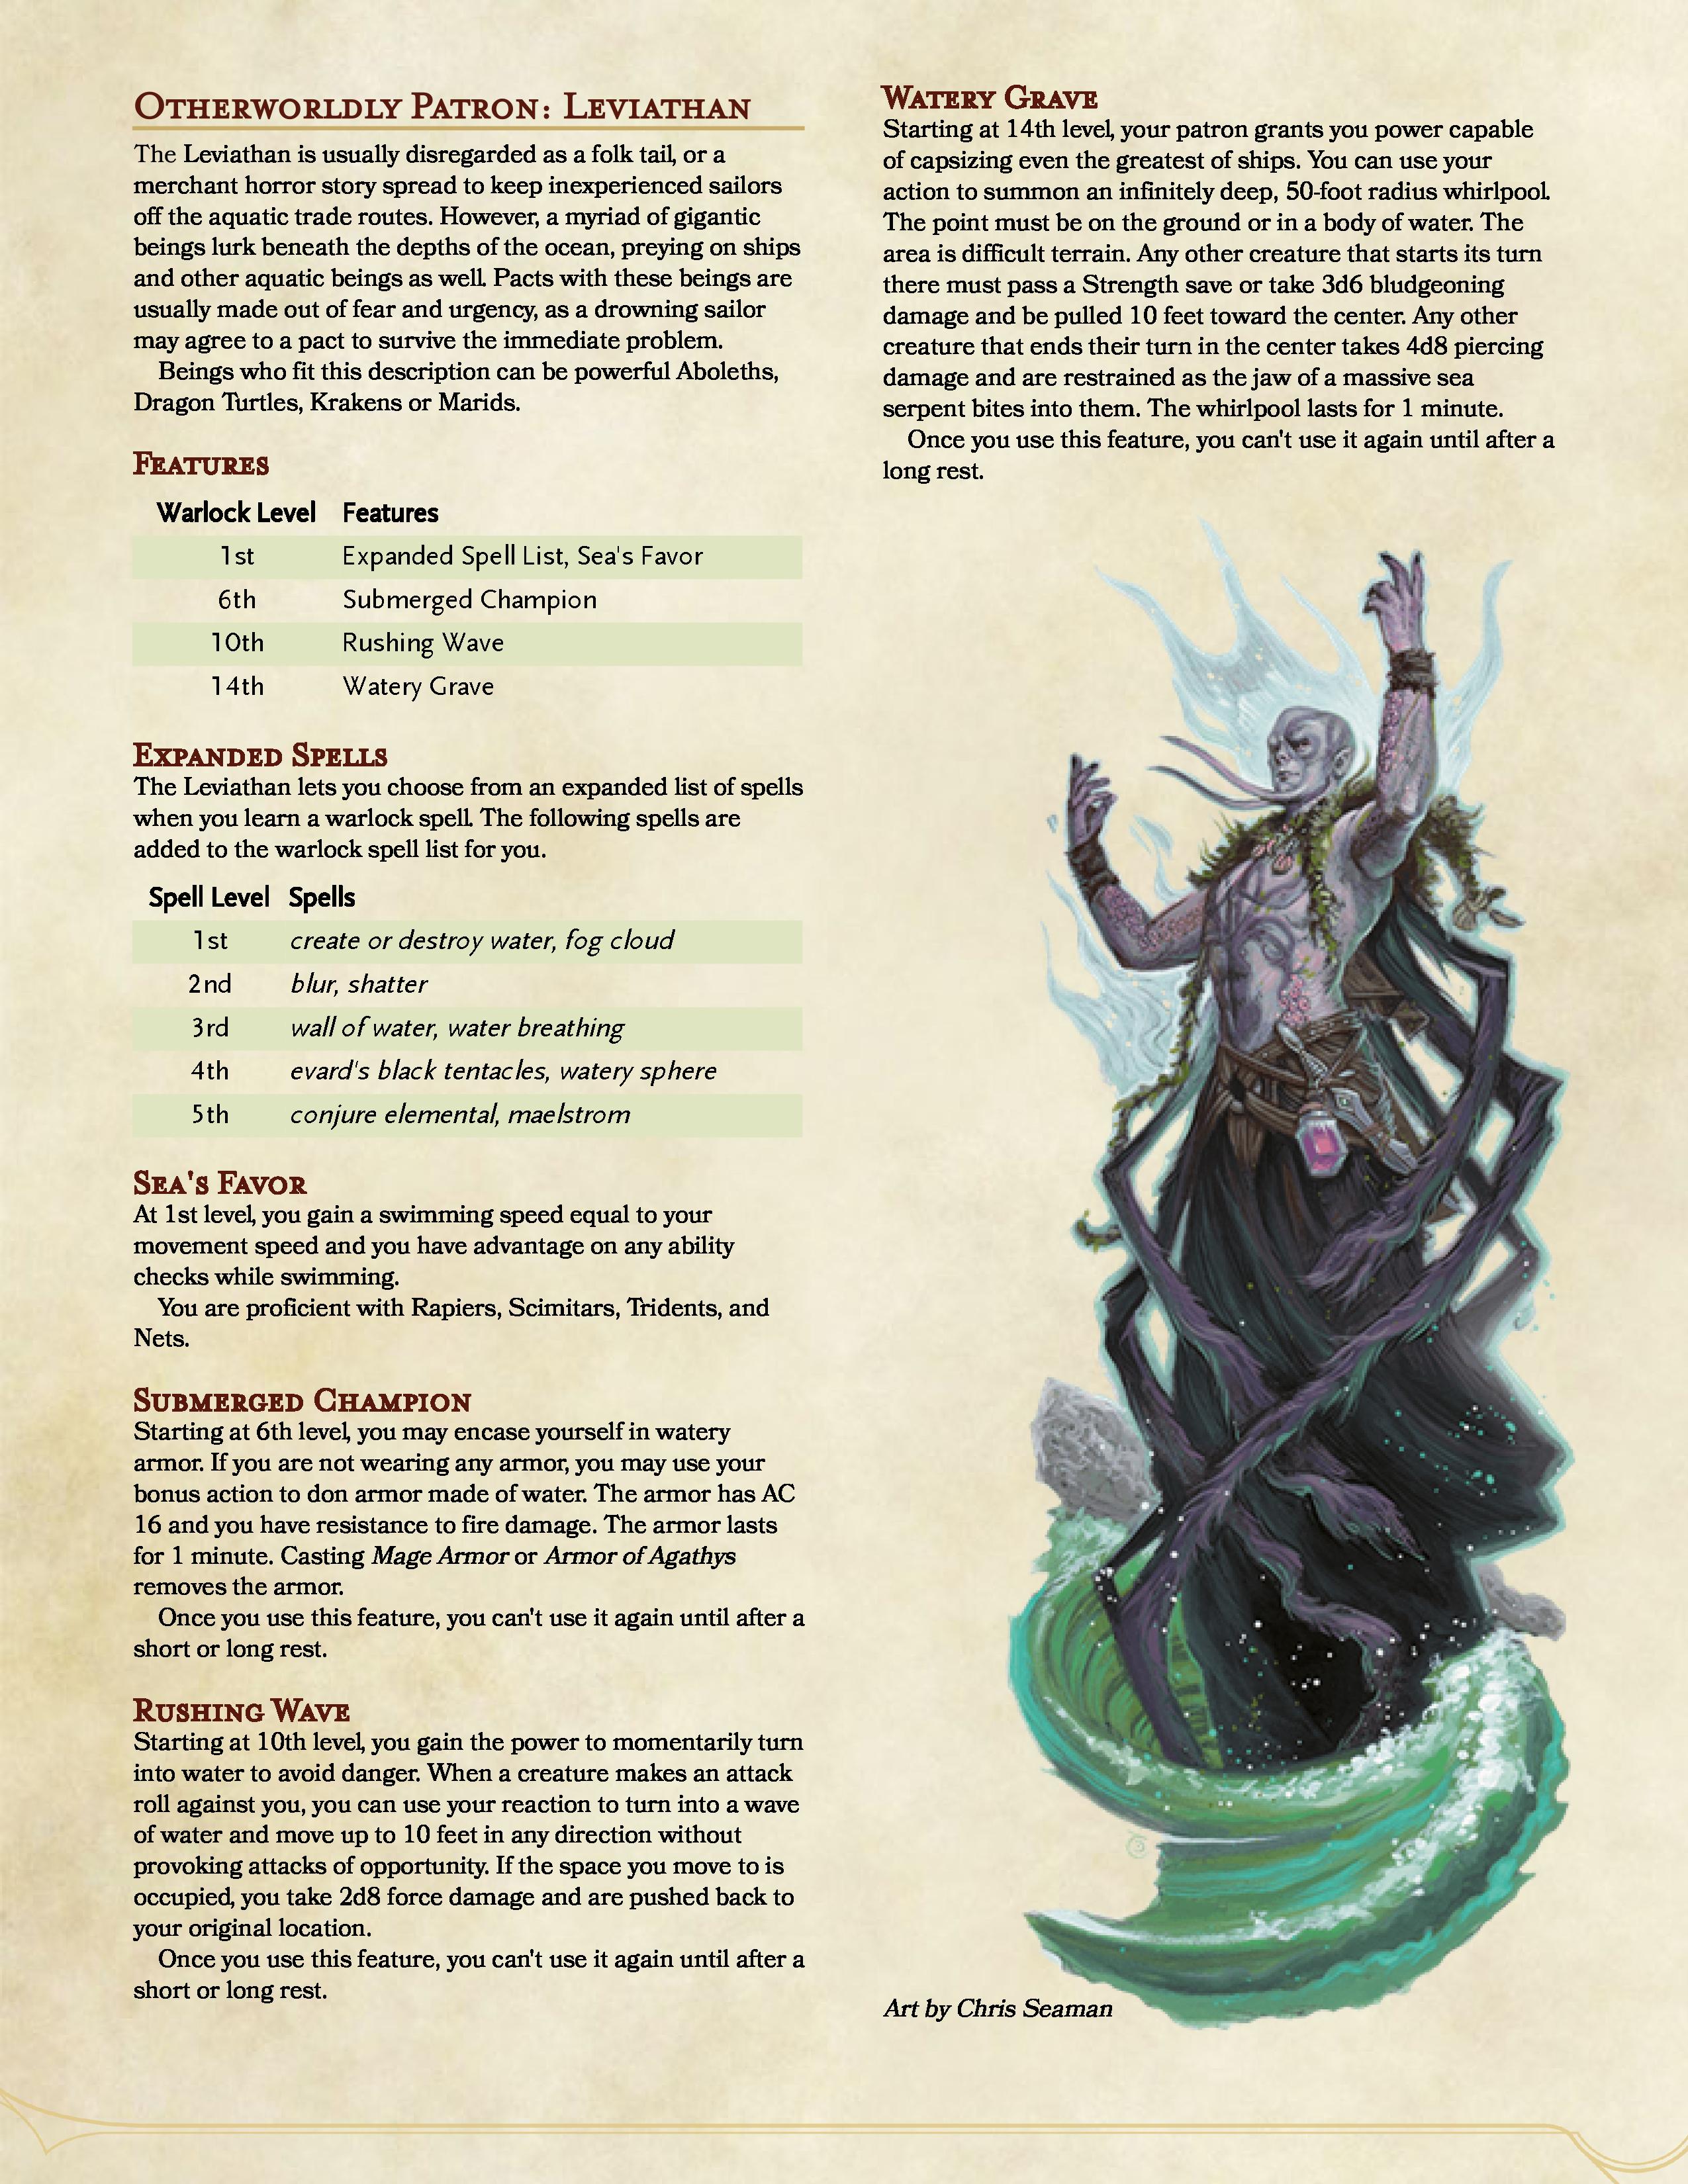 Otherworldly Patron: Leviathan
The Leviathan is usually disregarded as a folk tail, or a
merchant horror story spread to keep inexperienced sailors
off the aquatic trade routes. However, a myriad of gigantic
beings lurk beneath the depths of the ocean, preying on ships
and other aquatic beings as well. Pacts with these beings are
usually made out of fear and urgency, as a drowning sailor
may agree to a pact to survive the immediate problem.
Beings who fit this description can be powerful Aboleths,
Dragon Turtles, Krakens or Marids.
Features
Warlock Level Features
1st Expanded Spell List, Sea's Favor
6th Submerged Champion
10th Rushing Wave
14th Watery Grave
Expanded Spells
The Leviathan lets you choose from an expanded list of spells
when you learn a warlock spell. The following spells are
added to the warlock spell list for you.
Spell Level Spells
1st create or destroy water, fog cloud
2nd blur, shatter
3rd wall of water, water breathing
4th evard's black tentacles, watery sphere
5th conjure elemental, maelstrom
Sea's Favor
At 1st level, you gain a swimming speed equal to your
movement speed and you have advantage on any ability
checks while swimming.
You are proficient with Rapiers, Scimitars, Tridents, and
Nets.
Submerged Champion
Starting at 6th level, you may encase yourself in watery
armor. If you are not wearing any armor, you may use your
bonus action to don armor made of water. The armor has AC
16 and you have resistance to fire damage. The armor lasts
for 1 minute. Casting Mage Armor or Armor of Agathys
removes the armor.
Once you use this feature, you can't use it again until after a
short or long rest.
Rushing Wave
Starting at 10th level, you gain the power to momentarily turn
into water to avoid danger. When a creature makes an attack
roll against you, you can use your reaction to turn into a wave
of water and move up to 10 feet in any direction without
provoking attacks of opportunity. If the space you move to is
occupied, you take 2d8 force damage and are pushed back to
your original location.
Once you use this feature, you can't use it again until after a
short or long rest.
Watery Grave
Starting at 14th level, your patron grants you power capable
of capsizing even the greatest of ships. You can use your
action to summon an infinitely deep, 50-foot radius whirlpool.
The point must be on the ground or in a body of water. The
area is difficult terrain. Any other creature that starts its turn
there must pass a Strength save or take 3d6 bludgeoning
damage and be pulled 10 feet toward the center. Any other
creature that ends their turn in the center takes 4d8 piercing
damage and are restrained as the jaw of a massive sea
serpent bites into them. The whirlpool lasts for 1 minute.
Once you use this feature, you can't use it again until after a
long rest.
Art by Chris Seaman